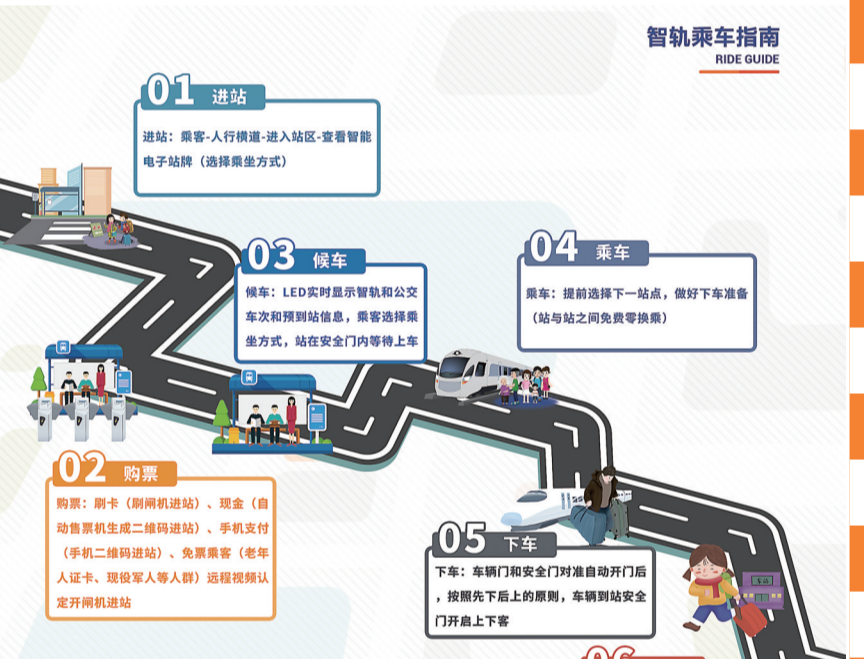 智轨乘车指南
RIDE GUIDE
01 进站
进站：乘客-人行横道-进入站区-查看智能
电子站牌（选择乘坐方式）
03 候车
候车：LED实时显示智轨和公交
车次和预到站信息，乘客选择乘
坐方式，站在安全门内等待上车
04 乘车
乘车：提前选择下一站点，做好下车准备
（站与站之间免费零换乘）
02 购票
购票：刷卡（刷闸机进站）、现金（自
动售票机生成二维码进站）、手机支付
（手机二维码进站）、免票乘客（老年
人证卡、现役军人等人群）远程视频认
定开闸机进站
05 下车
下车：车辆门和安全门对准自动开门后
，按照先下后上的原则，车辆到站安全
门开启上下客